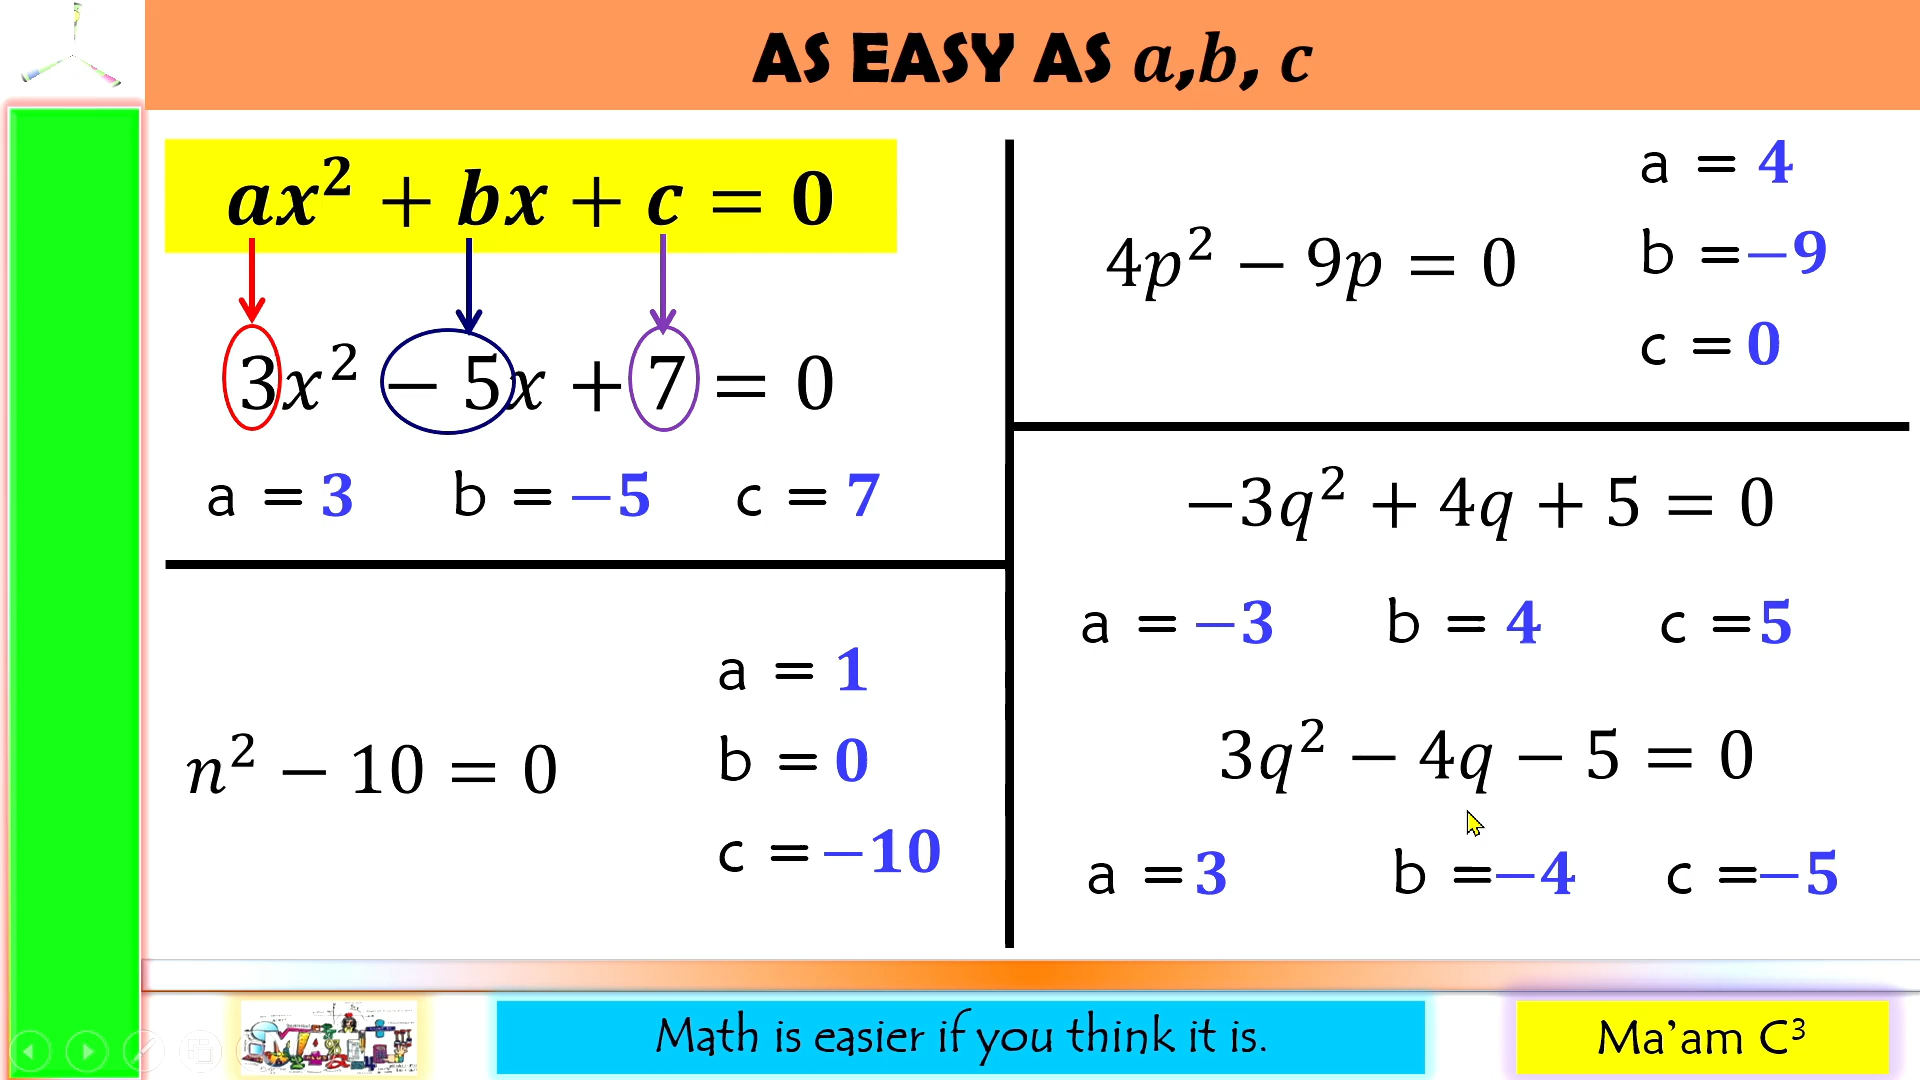 AS EASY AS a,b, c
ax² + bx + c = 0
3x² − 5x + 7 = 0
a = 3 b = −5 c = 7
n² − 10 = 0
a = 1
b = 0
c = −10
4p² − 9p = 0
a = 4
b = −9
c = 0
−3q² + 4q + 5 = 0
a = −3 b = 4 c = 5
3q² − 4q − 5 = 0
a = 3 b = −4 c = −5
MATH
Math is easier if you think it is.
Ma'am C³